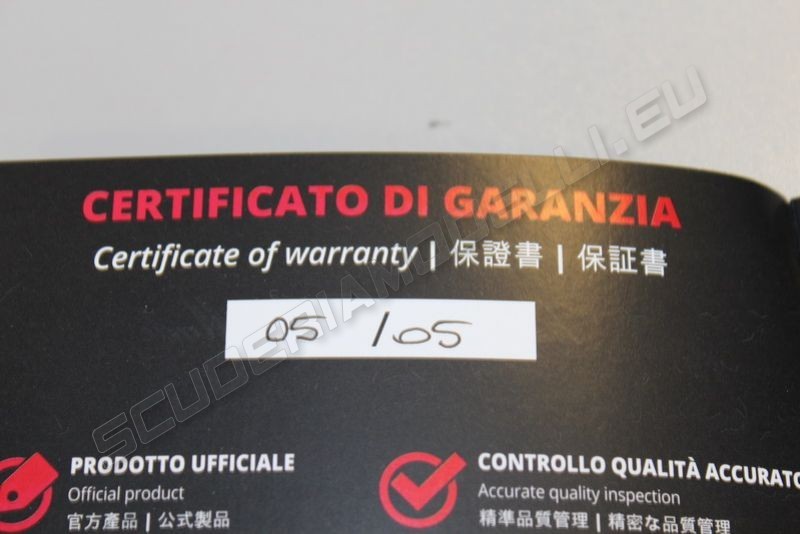 CERTIFICATO DI GARANZIA
Certificate of warranty | 保證書 | 保証書
05 /05
PRODOTTO UFFICIALE
Official product
官方產品 | 公式製品
CONTROLLO QUALITÀ ACCURATO
Accurate quality inspection
精準品質管理 | 精密な品質管理
SCUDERIAMODELLI.EU